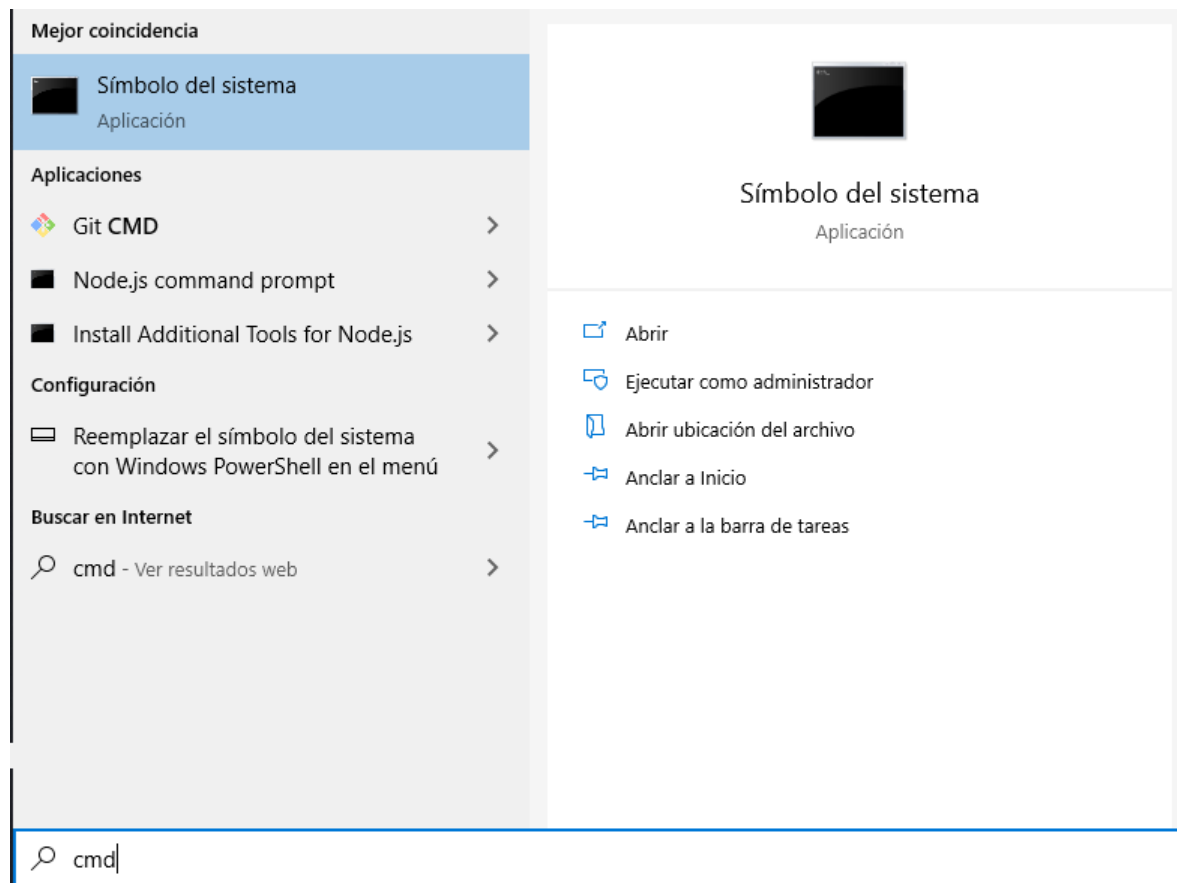 Mejor coincidencia
Símbolo del sistema
Aplicación
Aplicaciones
Git CMD
Node.js command prompt
Install Additional Tools for Node.js
Configuración
Reemplazar el símbolo del sistema
con Windows PowerShell en el menú
Buscar en Internet
cmd - Ver resultados web
Símbolo del sistema
Aplicación
Abrir
Ejecutar como administrador
Abrir ubicación del archivo
Anclar a Inicio
Anclar a la barra de tareas
cmd